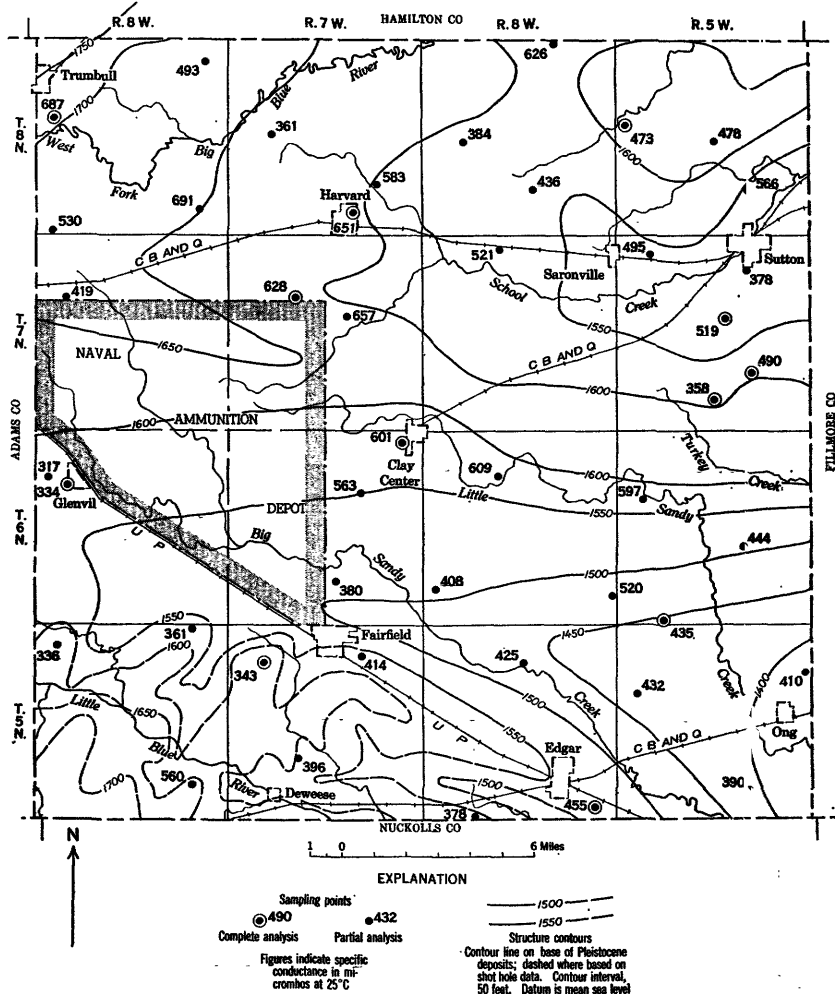 HAMILTON CO
R. 8 W.
R. 7 W.
R. 8 W.
R. 5 W.
1750
Trumbull
493
626
River
Blue
687
1700
West
Big
361
384
473
478
1600
T.
8
N.
Fork
583
436
566
Harvard
691
651
530
C B AND Q
521
495
Saronville
Sutton
378
419
628
School
Creek
T.
7
N.
657
1550
519
NAVAL
1650
C B AND Q
490
1600
358
ADAMS CO
FILLMORE CO
AMMUNITION
1600
601
Clay
Center
Turkey
Creek
317
334
Glenvil
609
1600
563
Little
597
Sandy
1550
T.
6
N.
DEPOT
U P
Big
Sandy
444
1500
380
408
520
1550
361
1600
Fairfield
1450
435
336
343
414
425
432
410
1400
Creek
T.
5
N.
Little
1650
Blue
1500
Creek
1550
U P
Ong
Edgar
C B AND Q
396
1700
560
River
Deweese
1500
390
455
378
NUCKOLLS CO
N
1 0 6 Miles
EXPLANATION
Sampling points
490 432
Complete analysis Partial analysis
Figures indicate specific
conductance in mi-
cromhos at 25°C
1500
1550
Structure contours
Contour line on base of Pleistocene
deposits; dashed where based on
shot hole data. Contour interval,
50 feet. Datum is mean sea level